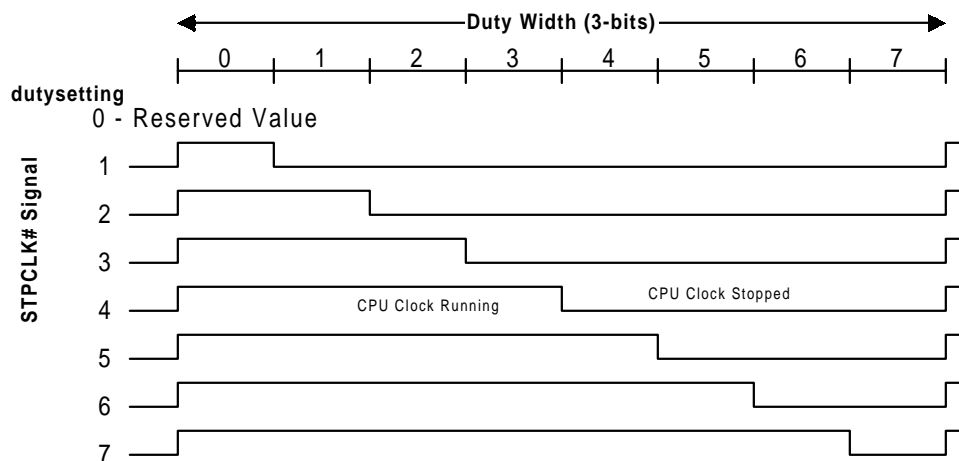 Duty Width (3-bits)
0 1 2 3 4 5 6 7
dutysetting
0 - Reserved Value
STPCLK# Signal
1
2
3
4
CPU Clock Running
CPU Clock Stopped
5
6
7